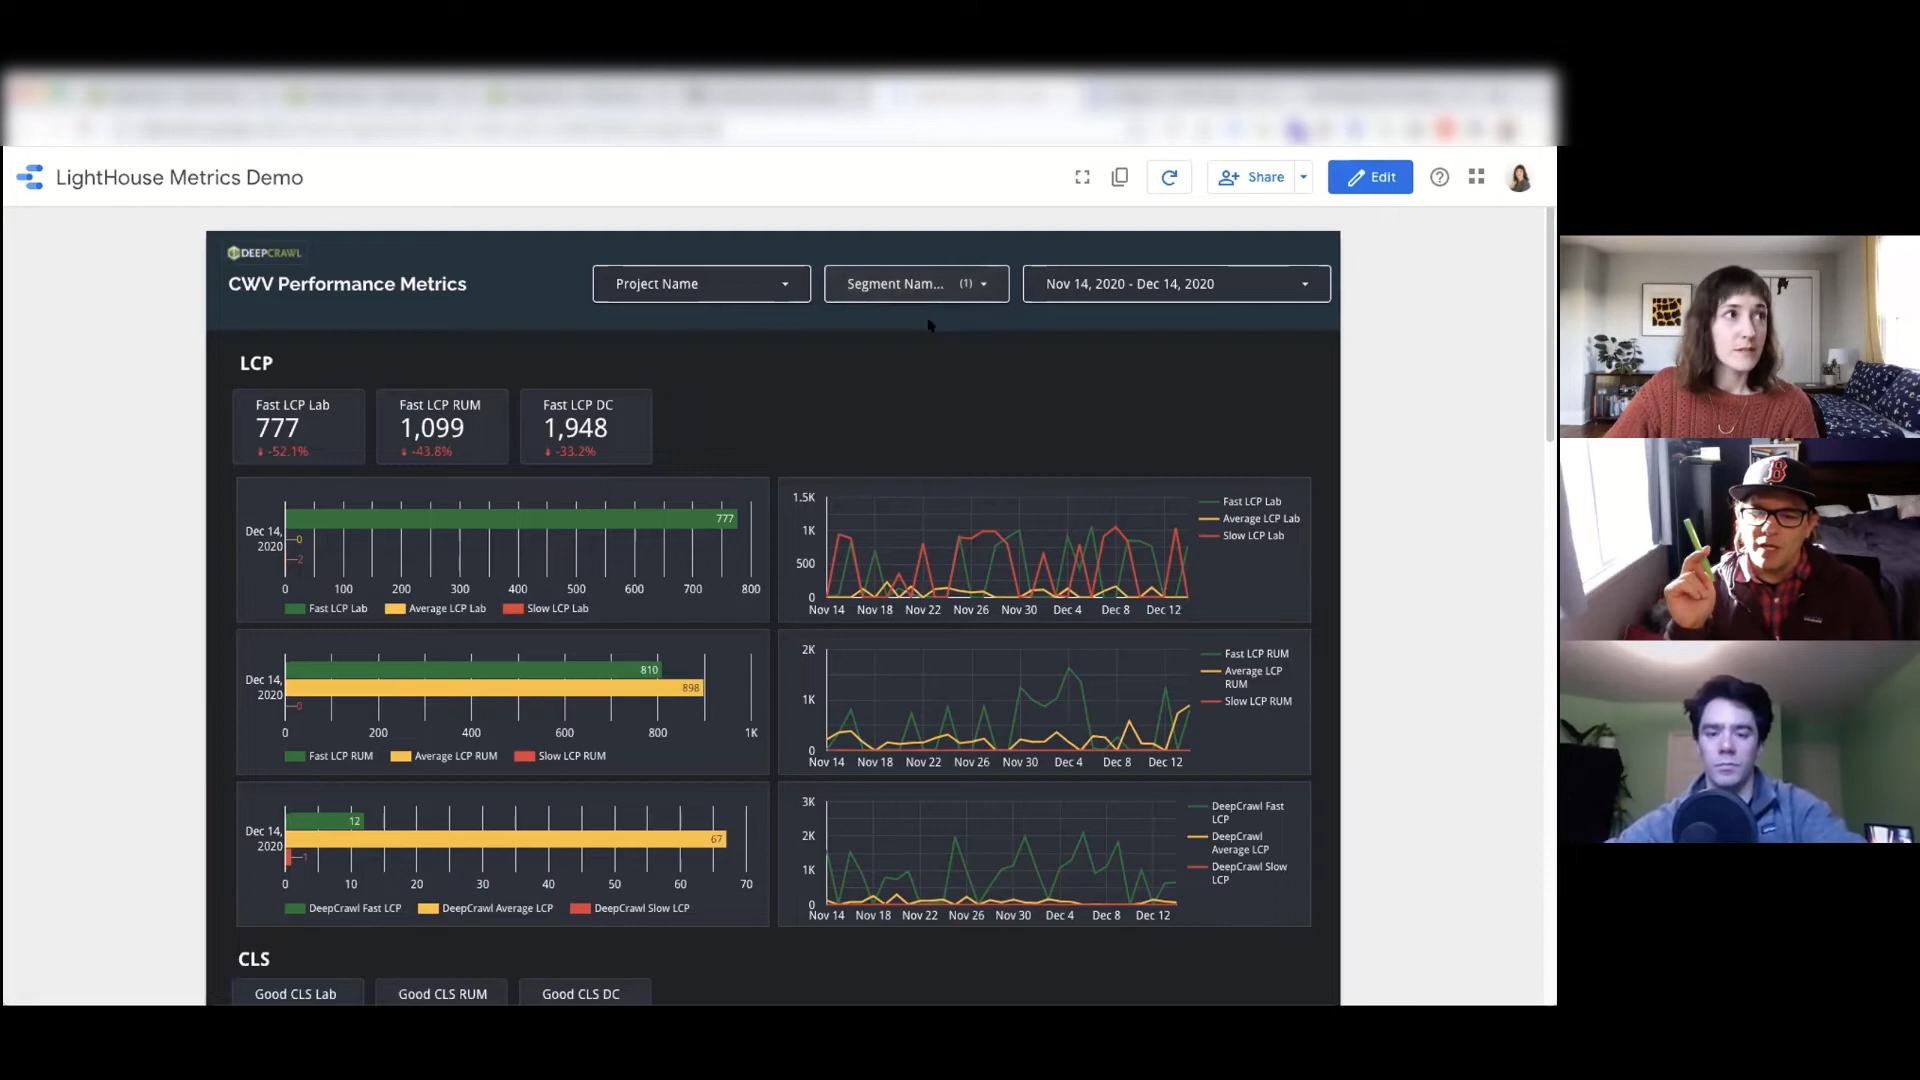 LightHouse Metrics Demo
Share
Edit
DEEPCRAWL
CWV Performance Metrics
Project Name
Segment Nam... (1)
Nov 14, 2020 - Dec 14, 2020
LCP
Fast LCP Lab
777
-52.1%
Fast LCP RUM
1,099
-43.8%
Fast LCP DC
1,948
-33.2%
Dec 14,
2020
777
0
2
0 100 200 300 400 500 600 700 800
Fast LCP Lab Average LCP Lab Slow LCP Lab
1.5K
1K
500
0
Nov 14 Nov 18 Nov 22 Nov 26 Nov 30 Dec 4 Dec 8 Dec 12
Fast LCP Lab
Average LCP Lab
Slow LCP Lab
Dec 14,
2020
810
898
0
0 200 400 600 800 1K
Fast LCP RUM Average LCP RUM Slow LCP RUM
2K
1K
0
Nov 14 Nov 18 Nov 22 Nov 26 Nov 30 Dec 4 Dec 8 Dec 12
Fast LCP RUM
Average LCP
RUM
Slow LCP RUM
Dec 14,
2020
12
67
1
0 10 20 30 40 50 60 70
DeepCrawl Fast LCP DeepCrawl Average LCP DeepCrawl Slow LCP
3K
2K
1K
0
Nov 14 Nov 18 Nov 22 Nov 26 Nov 30 Dec 4 Dec 8 Dec 12
DeepCrawl Fast
LCP
DeepCrawl
Average LCP
DeepCrawl Slow
LCP
CLS
Good CLS Lab
Good CLS RUM
Good CLS DC
B